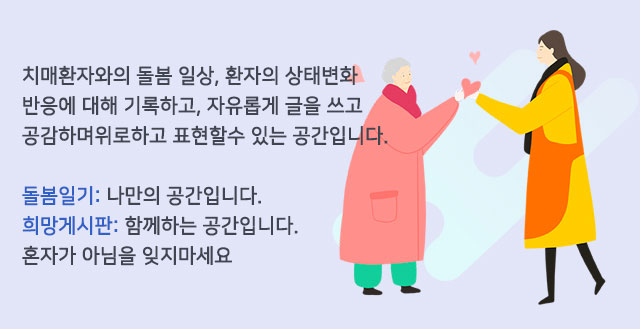 치매환자와의 돌봄 일상, 환자의 상태변화
반응에 대해 기록하고, 자유롭게 글을 쓰고
공감하며위로하고 표현할수 있는 공간입니다.
돌봄일기: 나만의 공간입니다.
희망게시판: 함께하는 공간입니다.
혼자가 아님을 잊지마세요